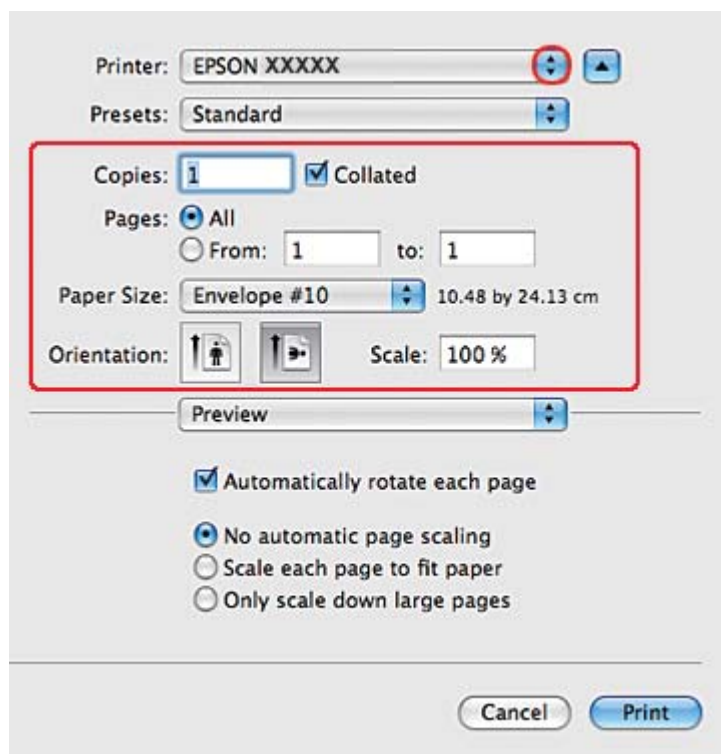 Printer: EPSON XXXXX
Presets: Standard
Copies: 1 Collated
Pages: All
From: 1 to: 1
Paper Size: Envelope #10 10.48 by 24.13 cm
Orientation: Scale: 100 %
Preview
Automatically rotate each page
No automatic page scaling
Scale each page to fit paper
Only scale down large pages
Cancel Print